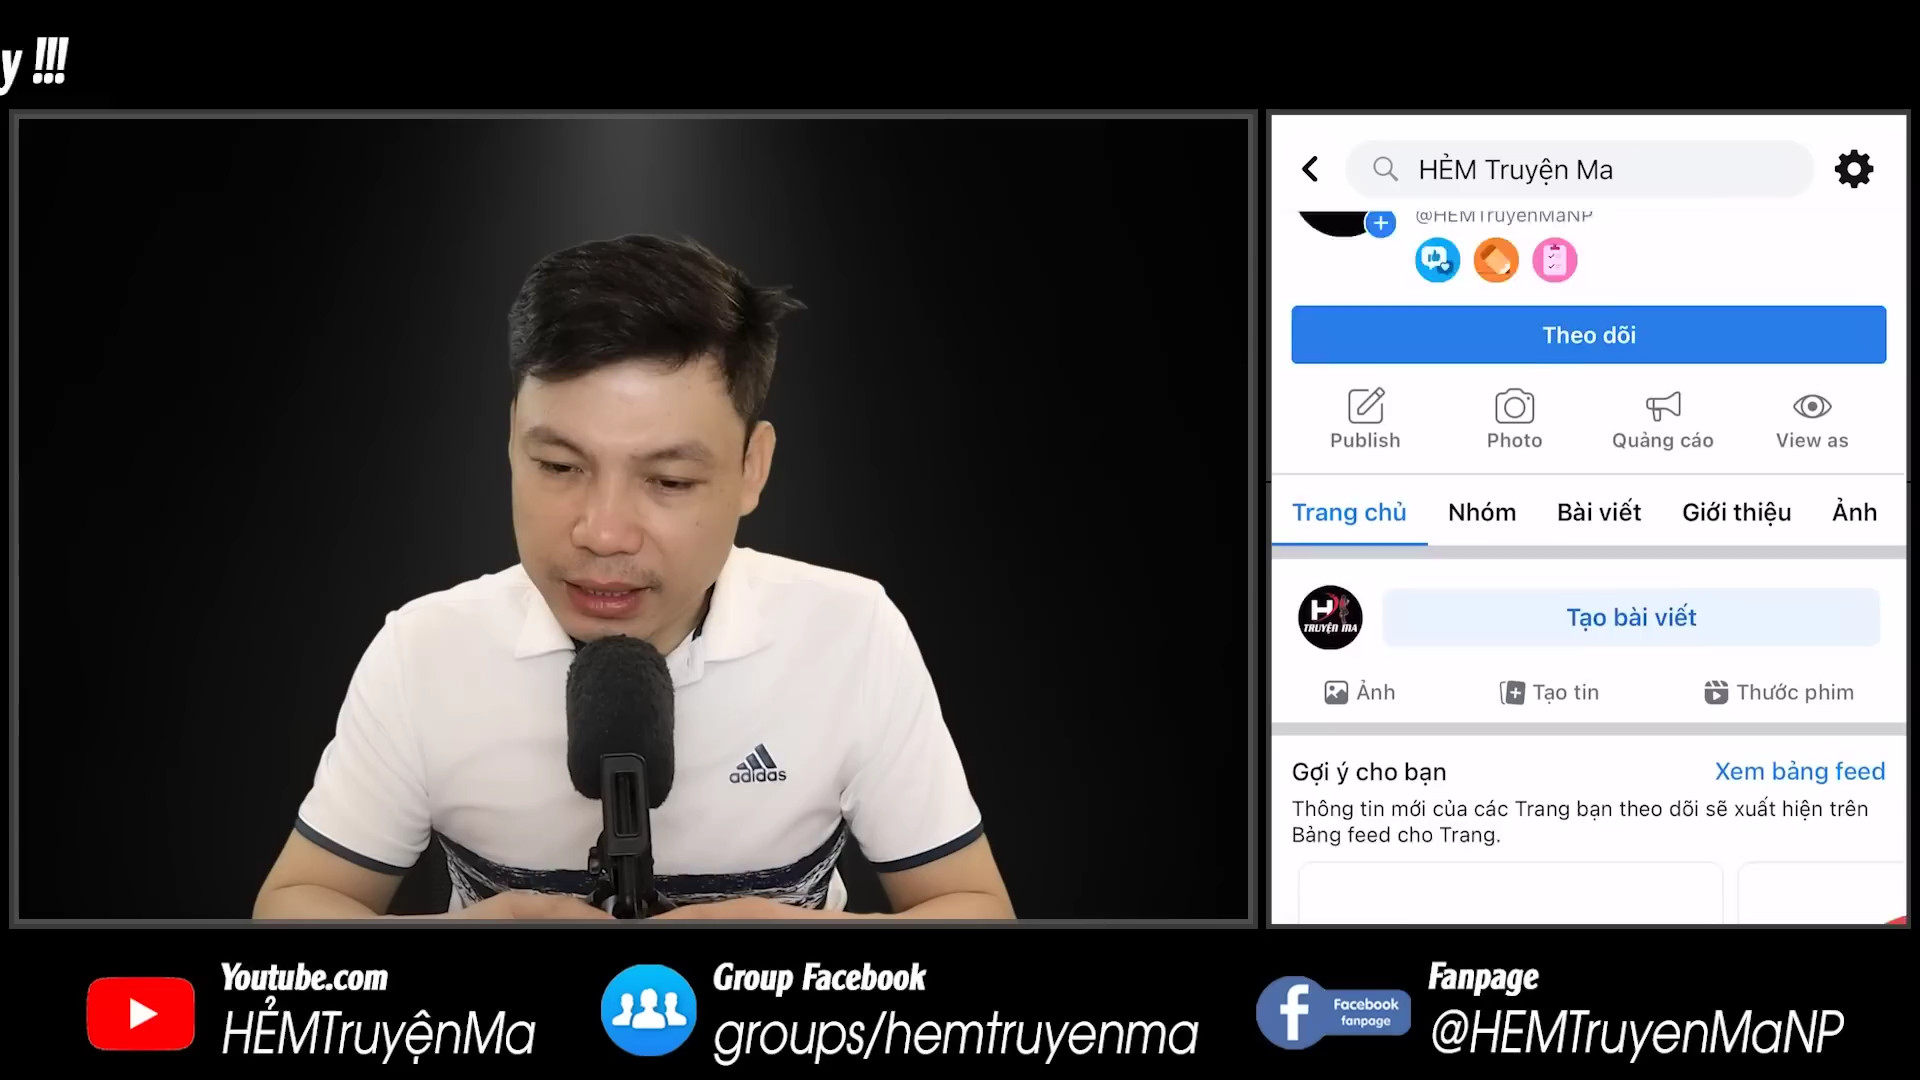 y !!!
HẺM Truyện Ma
@HEMTruyenMaNP
Theo dõi
Publish
Photo
Quảng cáo
View as
Trang chủ
Nhóm
Bài viết
Giới thiệu
Ảnh
H
TRUYỆN MA
Tạo bài viết
Ảnh
Tạo tin
Thước phim
Gợi ý cho bạn
Xem bảng feed
Thông tin mới của các Trang bạn theo dõi sẽ xuất hiện trên
Bảng feed cho Trang.
adidas
Youtube.com
HẺMTruyệnMa
Group Facebook
groups/hemtruyenma
Facebook
fanpage
Fanpage
@HEMTruyenMaNP